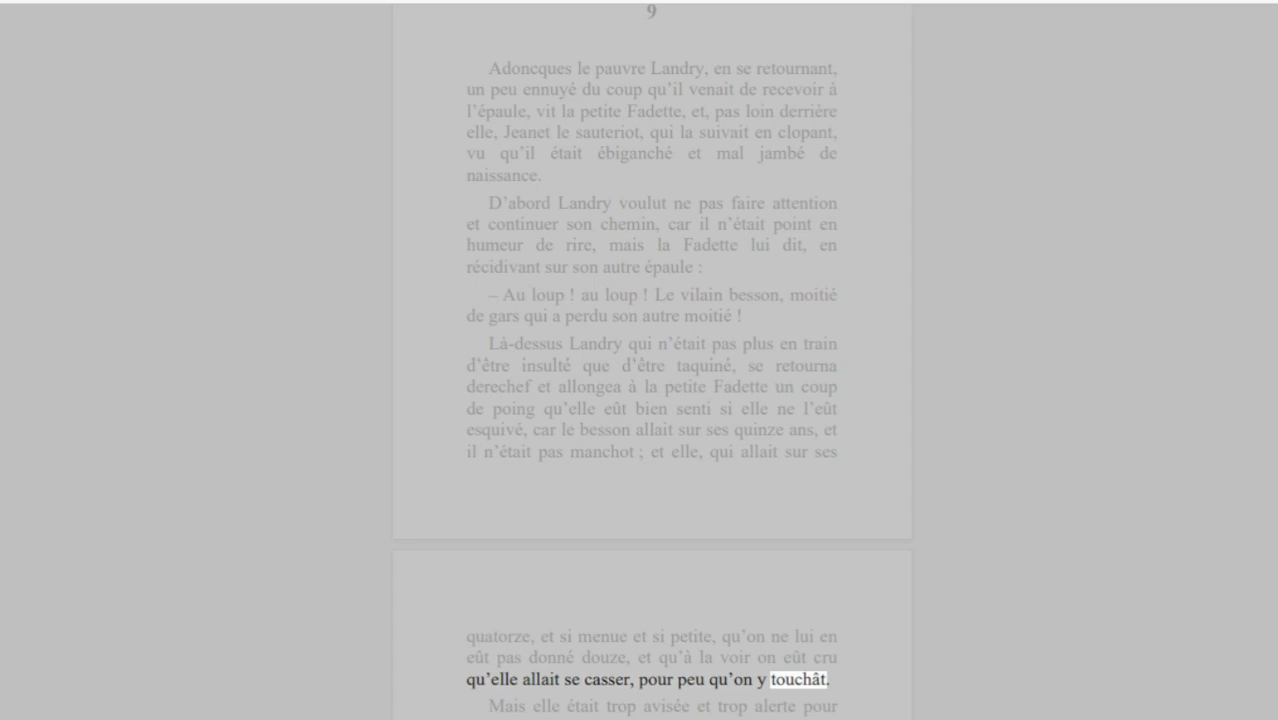 9
Adoncques le pauvre Landry, en se retournant,
un peu ennuyé du coup qu’il venait de recevoir à
l’épaule, vit la petite Fadette, et, pas loin derrière
elle, Jeanet le sauteriot, qui la suivait en clopant,
vu qu’il était ébiganché et mal jambé de
naissance.
D’abord Landry voulut ne pas faire attention
et continuer son chemin, car il n’était point en
humeur de rire, mais la Fadette lui dit, en
récidivant sur son autre épaule :
– Au loup ! au loup ! Le vilain besson, moitié
de gars qui a perdu son autre moitié !
Là-dessus Landry qui n’était pas plus en train
d’être insulté que d’être taquiné, se retourna
derechef et allongea à la petite Fadette un coup
de poing qu’elle eût bien senti si elle ne l’eût
esquivé, car le besson allait sur ses quinze ans, et
il n’était pas manchot ; et elle, qui allait sur ses
quatorze, et si menue et si petite, qu’on ne lui en
eût pas donné douze, et qu’à la voir on eût cru
qu’elle allait se casser, pour peu qu’on y touchât.
Mais elle était trop avisée et trop alerte pour